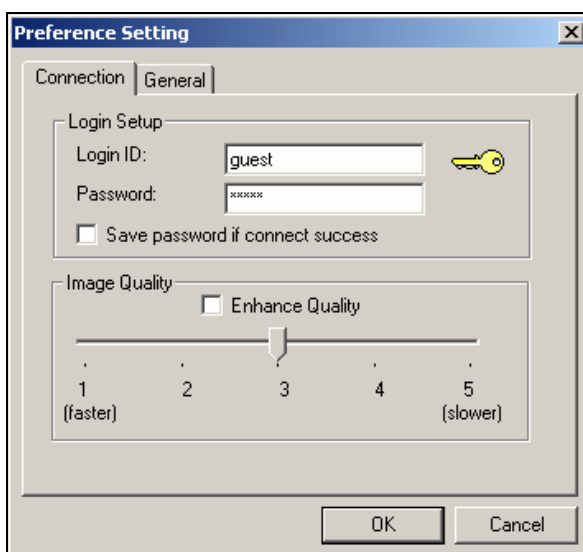 Preference Setting
Connection General
Login Setup
Login ID: guest
Password: xxxxx
Save password if connect success
Image Quality
Enhance Quality
1 2 3 4 5
(faster) (slower)
OK Cancel